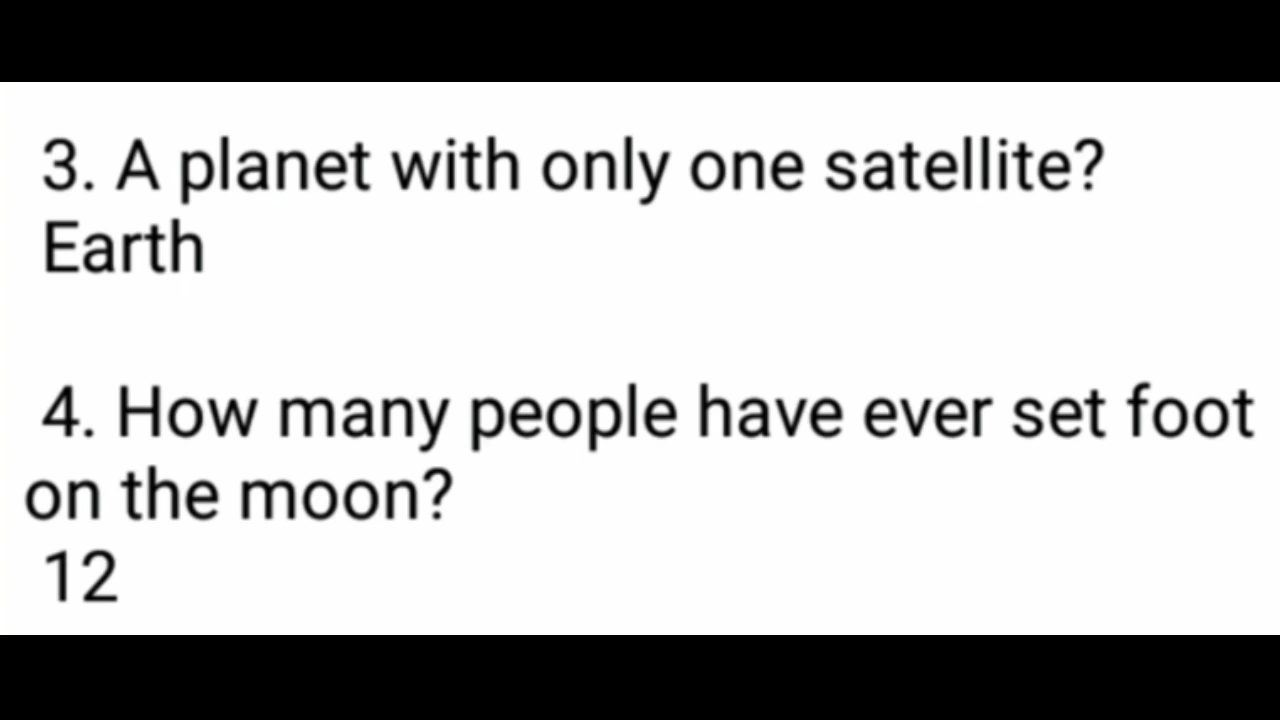 3. A planet with only one satellite?
Earth
4. How many people have ever set foot
on the moon?
12